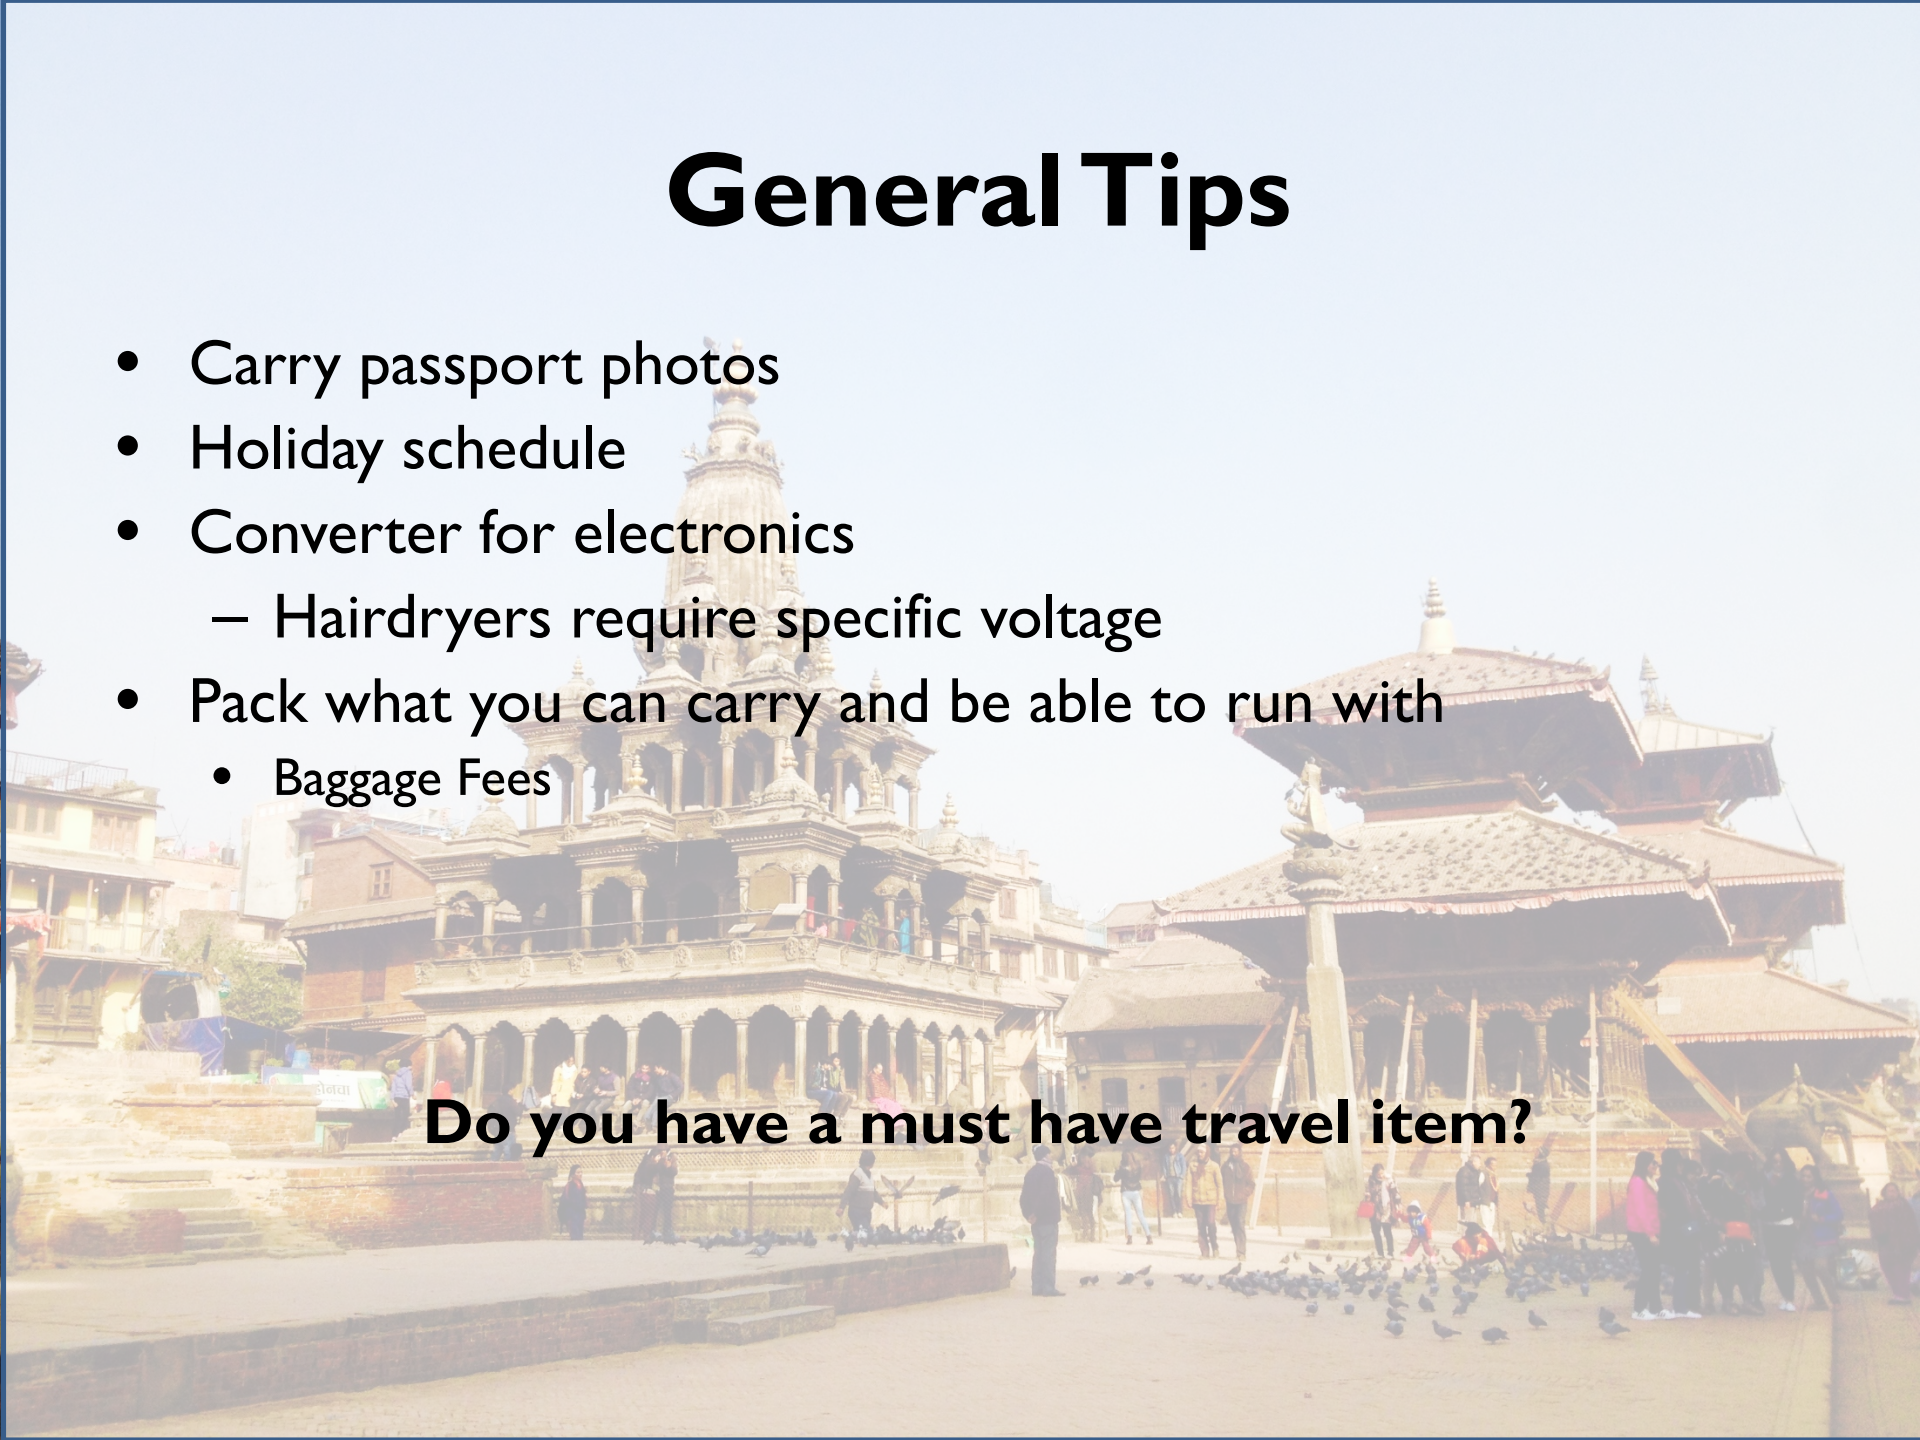 General Tips
• Carry passport photos
• Holiday schedule
• Converter for electronics
– Hairdryers require specific voltage
• Pack what you can carry and be able to run with
• Baggage Fees
Do you have a must have travel item?